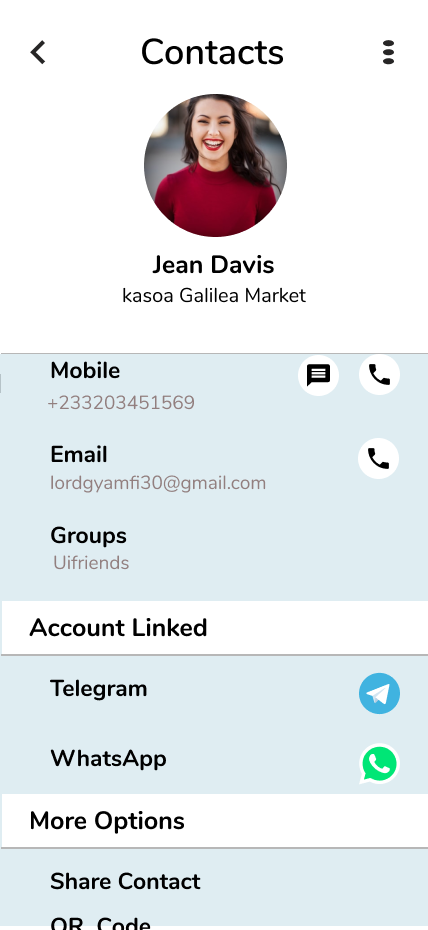 Contacts
Jean Davis
kasoa Galilea Market
Mobile
+233203451569
Email
lordgyamfi30@gmail.com
Groups
Uifriends
Account Linked
Telegram
WhatsApp
More Options
Share Contact
QR Code